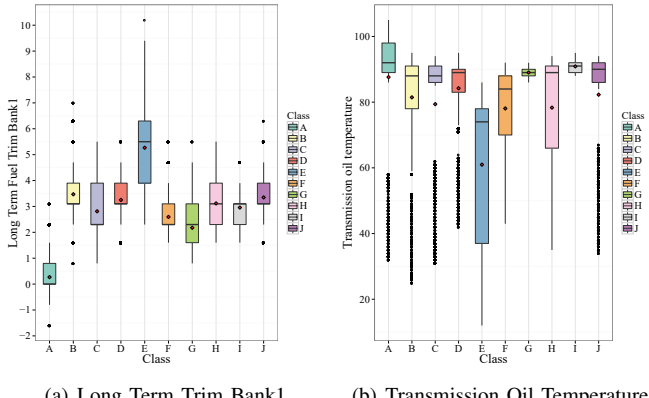 Long Term Fuel Trim Bank1
10
9
8
7
6
5
4
3
2
1
0
−1
−2
A B C D E F G H I J
Class
Class
A
B
C
D
E
F
G
H
I
J
(a) Long Term Trim Bank1
Transmission oil temperature
100
80
60
40
20
A B C D E F G H I J
Class
Class
A
B
C
D
E
F
G
H
I
J
(b) Transmission Oil Temperature